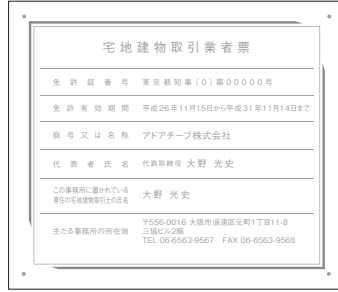 宅地建物取引業者票
免許証番号 東京都知事(0)第00000号
免許有効期間 平成26年11月15日から平成31年11月14日まで
商号又は名称 アドアチーブ株式会社
代表者氏名 代表取締役 大野 光史
この事務所に置かれている
専任の宅地建物取引士の氏名 大野 光史
主たる事務所の所在地 〒556-0016 大阪市浪速区元町1丁目11-8
三協ビル2階
TEL 06-6563-9567 FAX 06-6563-9568